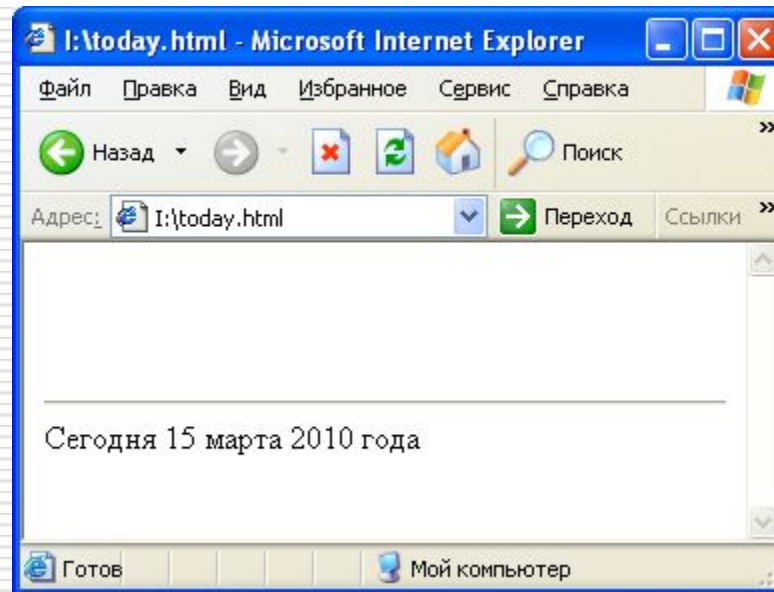 I:\today.html - Microsoft Internet Explorer
Файл Правка Вид Избранное Сервис Справка
Назад Поиск »
Адрес: I:\today.html Переход Ссылки »
Сегодня 15 марта 2010 года
Готов Мой компьютер